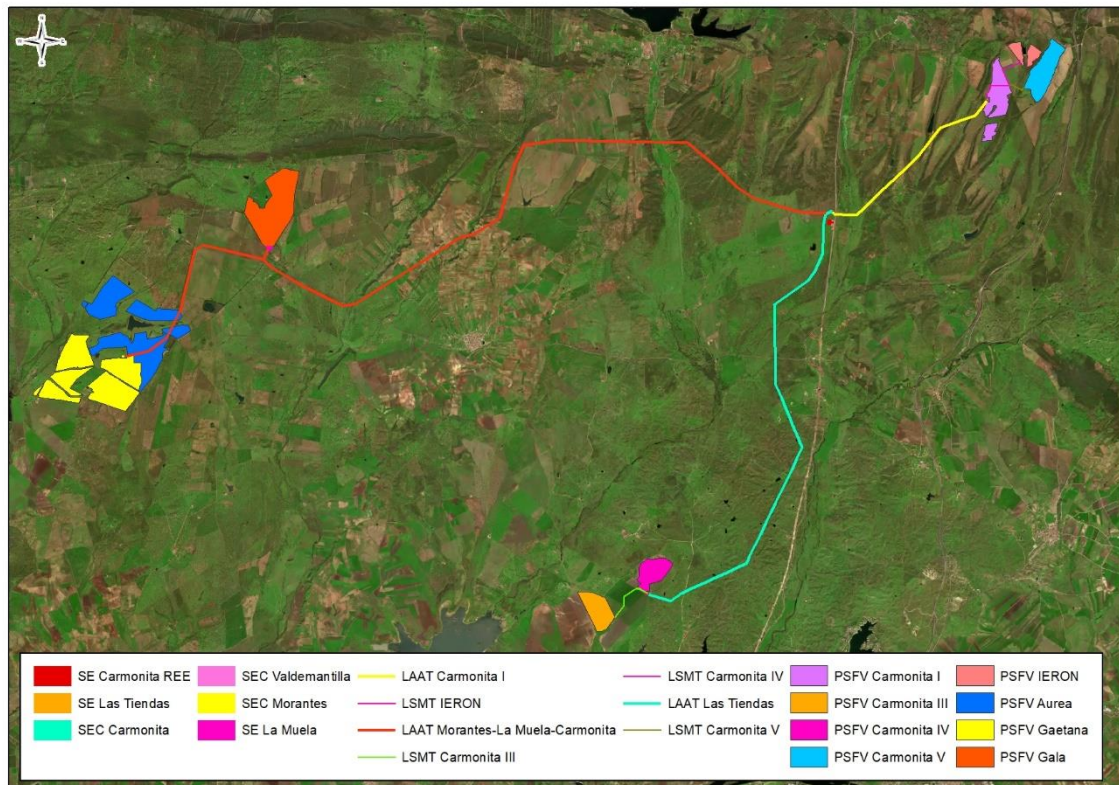 SE Carmonita REE
SE Las Tiendas
SEC Carmonita
SEC Valdemantilla
SEC Morantes
SE La Muela
LAAT Carmonita I
LSMT IERON
LAAT Morantes-La Muela-Carmonita
LSMT Carmonita III
LSMT Carmonita IV
LAAT Las Tiendas
LSMT Carmonita V
PSFV Carmonita I
PSFV Carmonita III
PSFV Carmonita IV
PSFV Carmonita V
PSFV IERON
PSFV Aurea
PSFV Gaetana
PSFV Gala